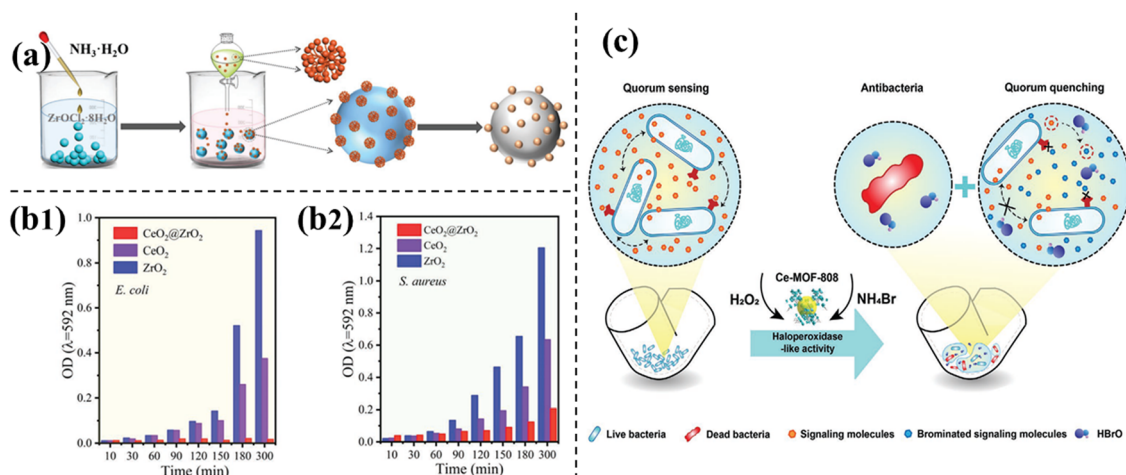 (a)
NH₃·H₂O
ZrOCl₂·8H₂O
(b1)
OD (λ=592 nm)
1.0
0.8
0.6
0.4
0.2
0.0
CeO₂@ZrO₂
CeO₂
ZrO₂
E. coli
10 30 60 90 120 150 180 300
Time (min)
(b2)
OD (λ=592 nm)
1.4
1.2
1.0
0.8
0.6
0.4
0.2
0.0
CeO₂@ZrO₂
CeO₂
ZrO₂
S. aureus
10 30 60 90 120 150 180 300
Time (min)
(c)
Quorum sensing
Antibacteria
Quorum quenching
Ce-MOF-808
H₂O₂
NH₄Br
Haloperoxidase
-like activity
Live bacteria
Dead bacteria
Signaling molecules
Brominated signaling molecules
HBrO